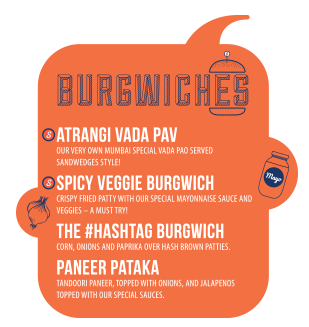 BURGWICHES
S ATRANGI VADA PAV
OUR VERY OWN MUMBAI SPECIAL VADA PAO SERVED
SANDWEDGES STYLE!
S SPICY VEGGIE BURGWICH
CRISPY FRIED PATTY WITH OUR SPECIAL MAYONNAISE SAUCE AND
VEGGIES – A MUST TRY!
Mayo
THE #HASHTAG BURGWICH
CORN, ONIONS AND PAPRIKA OVER HASH BROWN PATTIES.
PANEER PATAKA
TANDOORI PANEER, TOPPED WITH ONIONS, AND JALAPENOS
TOPPED WITH OUR SPECIAL SAUCES.